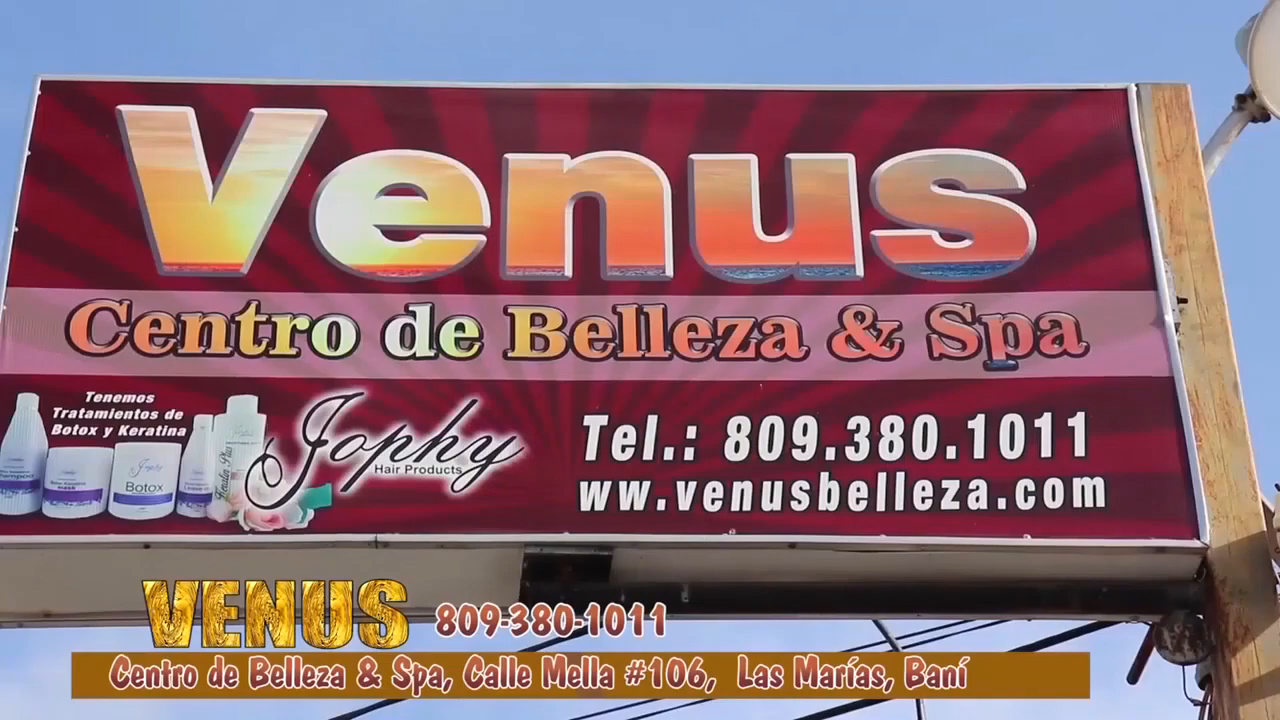 Venus
Centro de Belleza & Spa
Tenemos
Tratamientos de
Botox y Keratina
Jophy
Hair Products
Botox
Tel.: 809.380.1011
ww.venusbelleza.com
VENUS 809-380-1011
Centro de Belleza & Spa, Calle Mella #106, Las Marías, Baní